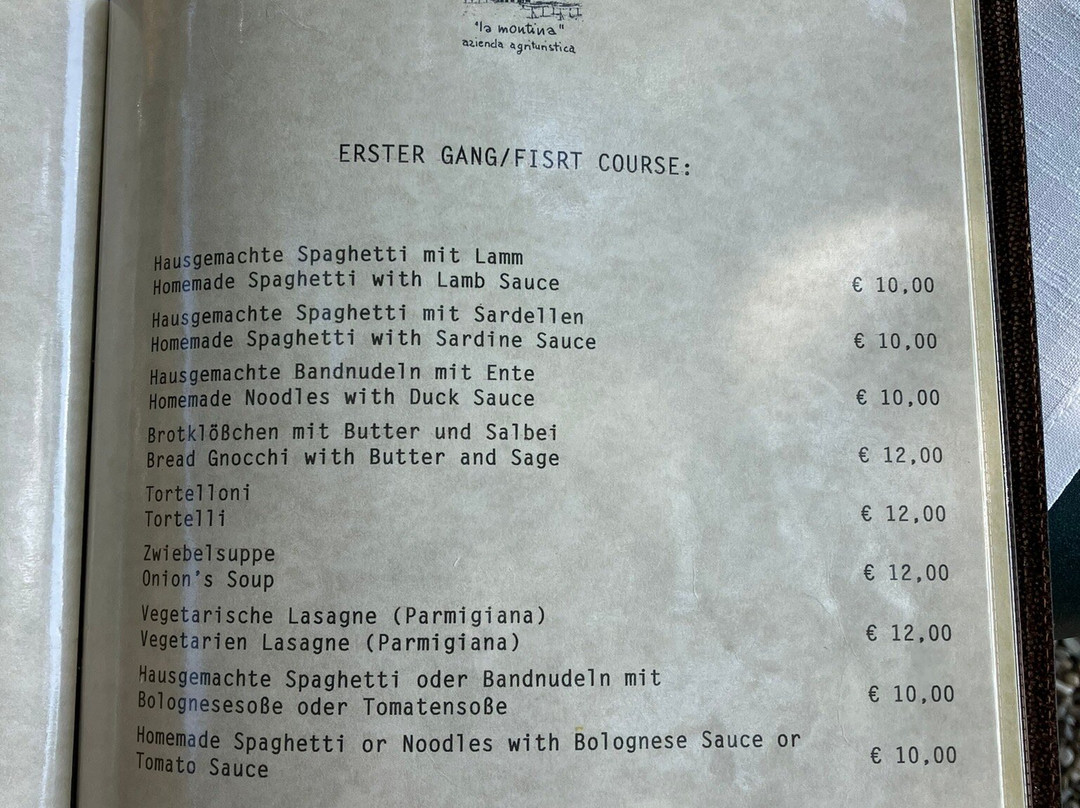 "la montina"
azienda agrituristica
ERSTER GANG/FISRT COURSE:
Hausgemachte Spaghetti mit Lamm
Homemade Spaghetti with Lamb Sauce € 10,00
Hausgemachte Spaghetti mit Sardellen
Homemade Spaghetti with Sardine Sauce € 10,00
Hausgemachte Bandnudeln mit Ente
Homemade Noodles with Duck Sauce € 10,00
Brotklößchen mit Butter und Salbei
Bread Gnocchi with Butter and Sage € 12,00
Tortelloni
Tortelli € 12,00
Zwiebelsuppe
Onion's Soup € 12,00
Vegetarische Lasagne (Parmigiana)
Vegetarien Lasagne (Parmigiana) € 12,00
Hausgemachte Spaghetti oder Bandnudeln mit
Bolognesesoße oder Tomatensoße € 10,00
Homemade Spaghetti or Noodles with Bolognese Sauce or
Tomato Sauce € 10,00